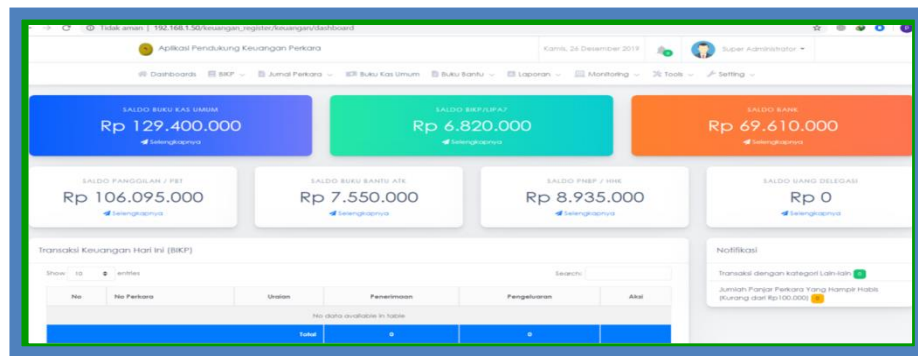 Tidak aman | 192.168.1.50/keuangan_register/keuangan/dashboard
Aplikasi Pendukung Keuangan Perkara
Kamis, 26 Desember 2019
Super Administrator
Dashboards BIKP Jurnal Perkara Buku Kas Umum Buku Bantu Laporan Monitoring Tools Setting
SALDO BUKU KAS UMUM
Rp 129.400.000
Selengkapnya
SALDO BIKP/LIPA7
Rp 6.820.000
Selengkapnya
SALDO BANK
Rp 69.610.000
Selengkapnya
SALDO PANGGILAN / PBT
Rp 106.095.000
Selengkapnya
SALDO BUKU BANTU ATK
Rp 7.550.000
Selengkapnya
SALDO PNBP / HHK
Rp 8.935.000
Selengkapnya
SALDO UANG DELEGASI
Rp 0
Selengkapnya
Transaksi Keuangan Hari Ini (BIKP)
Show 10 entries
Search:
No No Perkara Uraian Penerimaan Pengeluaran Aksi
No data available in table
Total 0 0
Notifikasi
Transaksi dengan kategori Lain-lain 0
Jumlah Panjar Perkara Yang Hampir Habis
(Kurang dari Rp100.000)